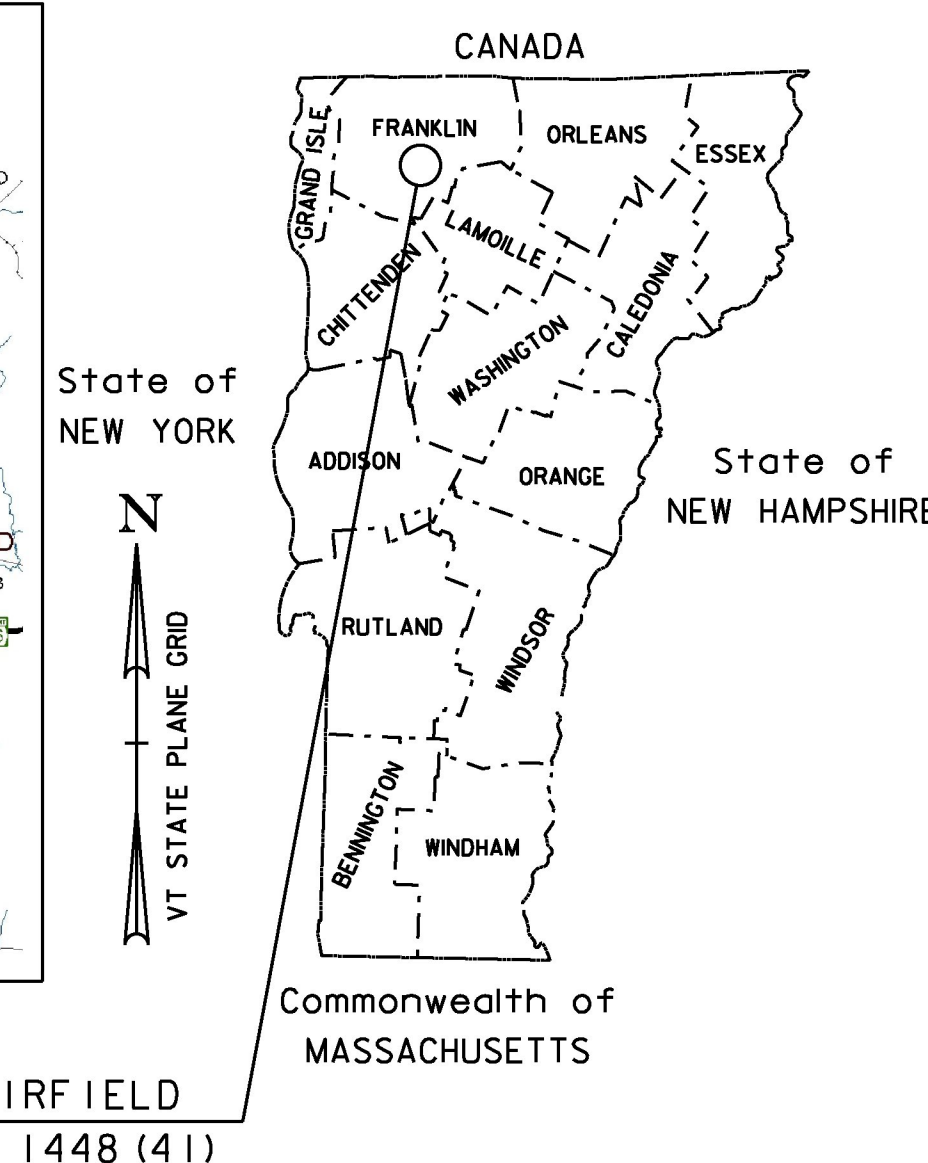 CANADA
FRANKLIN
ORLEANS
ESSEX
GRAND ISLE
LAMOILLE
CHITTENDEN
CALEDONIA
WASHINGTON
State of
NEW YORK
ADDISON
ORANGE
State of
NEW HAMPSHIRE
N
RUTLAND
WINDSOR
VT STATE PLANE GRID
BENNINGTON
WINDHAM
Commonwealth of
MASSACHUSETTS
IRFIELD
1448 (41)